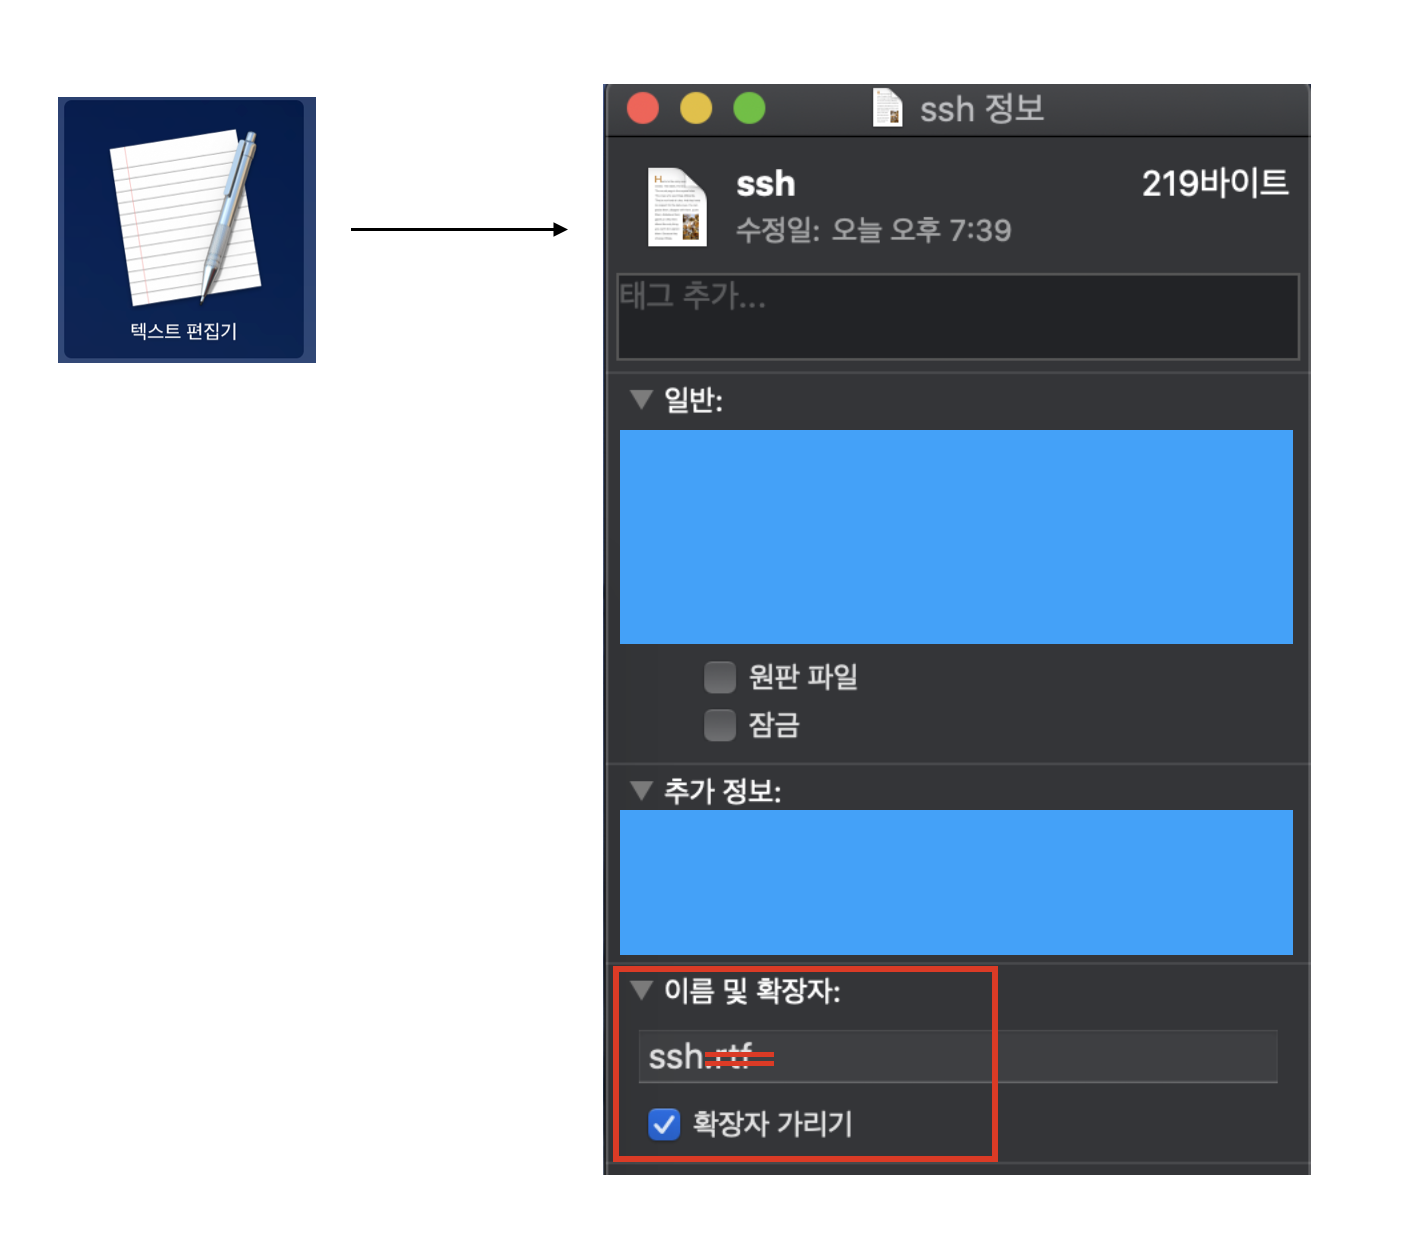 텍스트 편집기
ssh 정보
ssh
219바이트
수정일: 오늘 오후 7:39
태그 추가...
일반:
원판 파일
잠금
추가 정보:
이름 및 확장자:
ssh.rtf
확장자 가리기